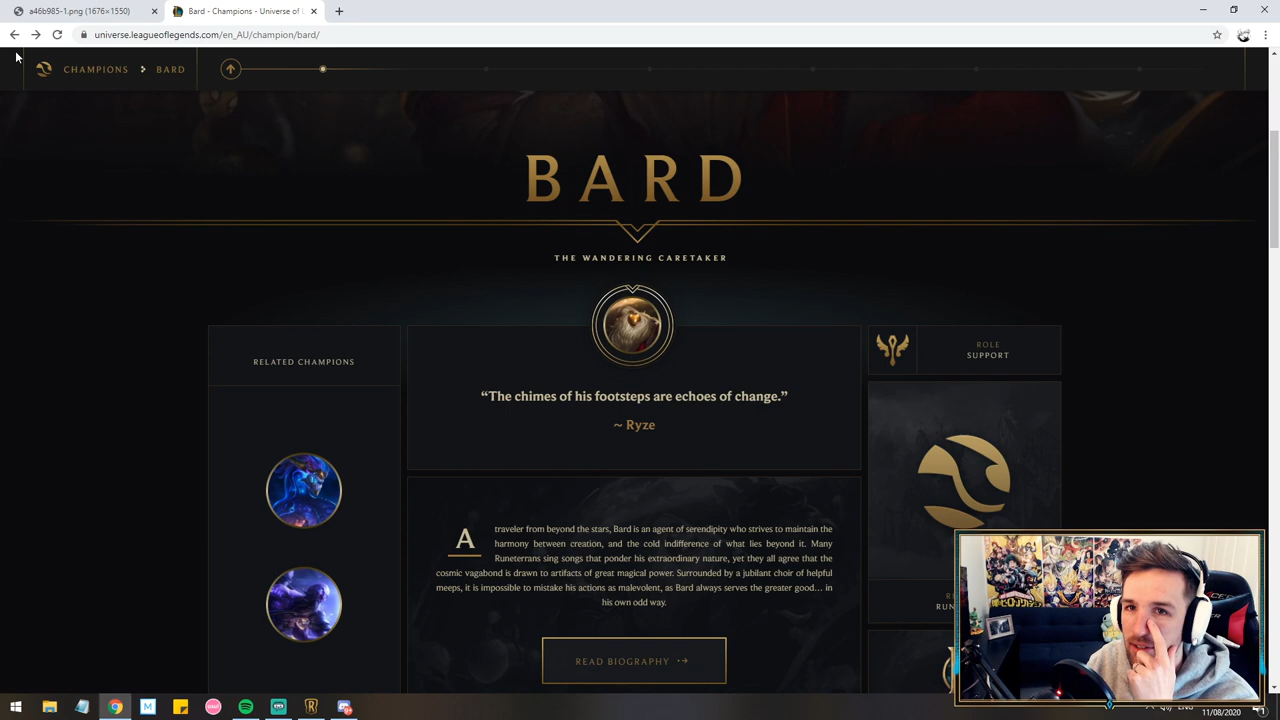 a46b985-1.png (1676×1550)
Bard - Champions - Universe of
universe.leagueoflegends.com/en_AU/champion/bard/
CHAMPIONS
BARD
BARD
THE WANDERING CARETAKER
RELATED CHAMPIONS
“The chimes of his footsteps are echoes of change.”
~ Ryze
ROLE
SUPPORT
A traveler from beyond the stars, Bard is an agent of serendipity who strives to maintain the
harmony between creation, and the cold indifference of what lies beyond it. Many
Runeterrans sing songs that ponder his extraordinary nature, yet they all agree that the
cosmic vagabond is drawn to artifacts of great magical power. Surrounded by a jubilant choir of helpful
meeps, it is impossible to mistake his actions as malevolent, as Bard always serves the greater good… in
his own odd way.
READ BIOGRAPHY
RUN
ENG
11/08/2020